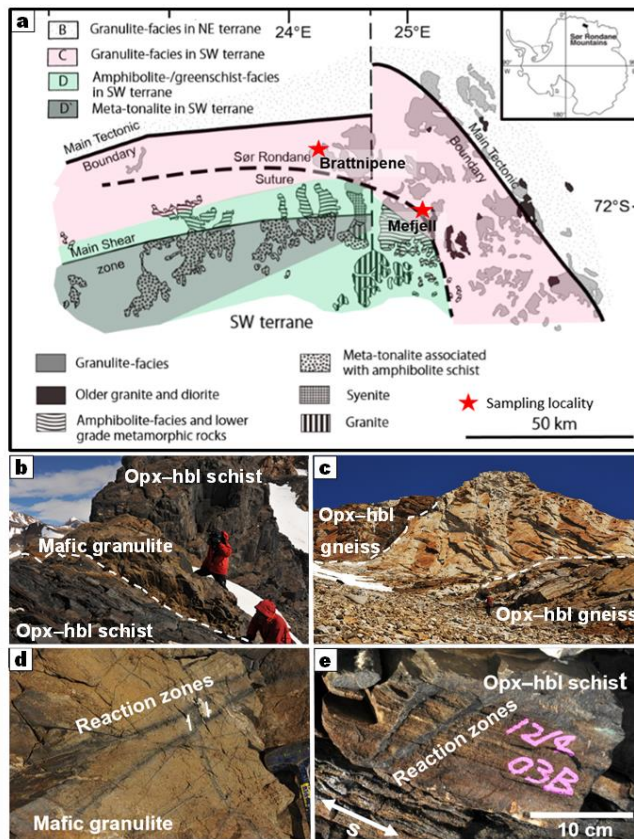 a
B Granulite-facies in NE terrane
C Granulite-facies in SW terrane
D Amphibolite-/greenschist-facies
in SW terrane
D' Meta-tonalite in SW terrane
24°E
25°E
Sør Rondane
Mountains
90°
W
90°
E
180°
72°S
Main Tectonic
Boundary
Main Tectonic
Boundary
Sør Rondane
Suture
Brattnipene
Mefjell
Main Shear
zone
SW terrane
Granulite-facies
Older granite and diorite
Amphibolite-facies and lower
grade metamorphic rocks
Meta-tonalite associated
with amphibolite schist
Syenite
Granite
Sampling locality
50 km
b
Opx–hbl schist
Mafic granulite
Opx–hbl schist
c
Opx–hbl
gneiss
Opx–hbl gneiss
d
Reaction zones
Mafic granulite
e
Opx–hbl schist
Reaction zones
03B
S
10 cm